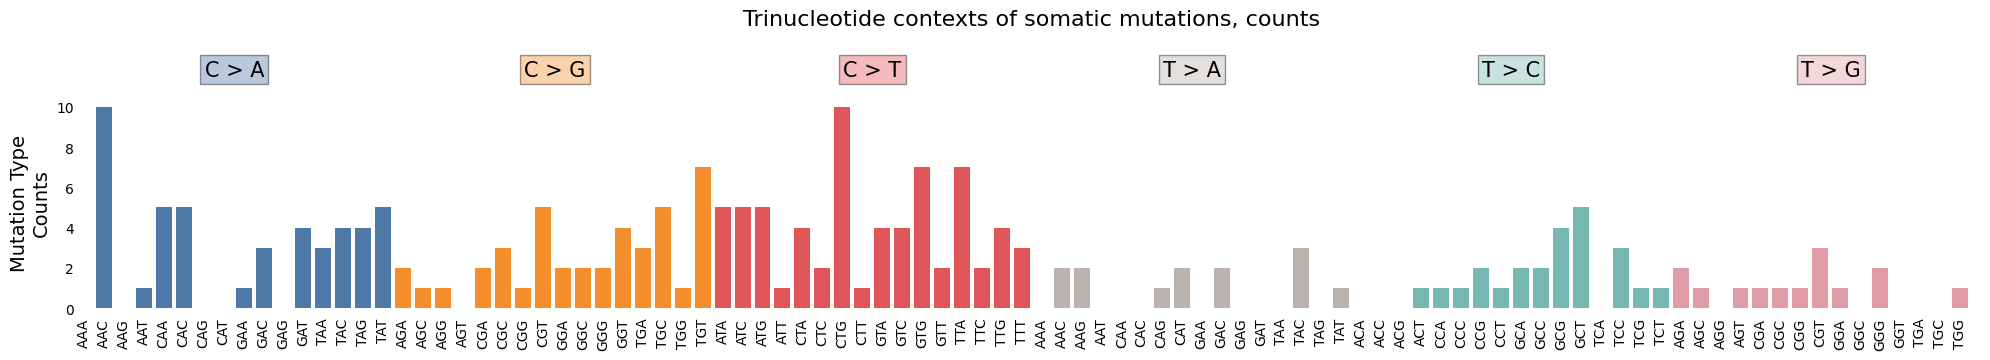 Trinucleotide contexts of somatic mutations, counts
C > A C > G C > T T > A T > C T > G
Mutation Type
Counts
10
8
6
4
2
0
AAA AAC AAG AAT CAA CAC CAG CAT GAA GAC GAG GAT TAA TAC TAG TAT AGA AGC AGG AGT CGA CGC CGG CGT GGA GGC GGG GGT TGA TGC TGG TGT ATA ATC ATG ATT CTA CTC CTG CTT GTA GTC GTG GTT TTA TTC TTG TTT AAA AAC AAG AAT CAA CAC CAG CAT GAA GAC GAG GAT TAA TAC TAG TAT ACA ACC ACG ACT CCA CCC CCG CCT GCA GCC GCG GCT TCA TCC TCG TCT AGA AGC AGG AGT CGA CGC CGG CGT GGA GGC GGG GGT TGA TGC TGG